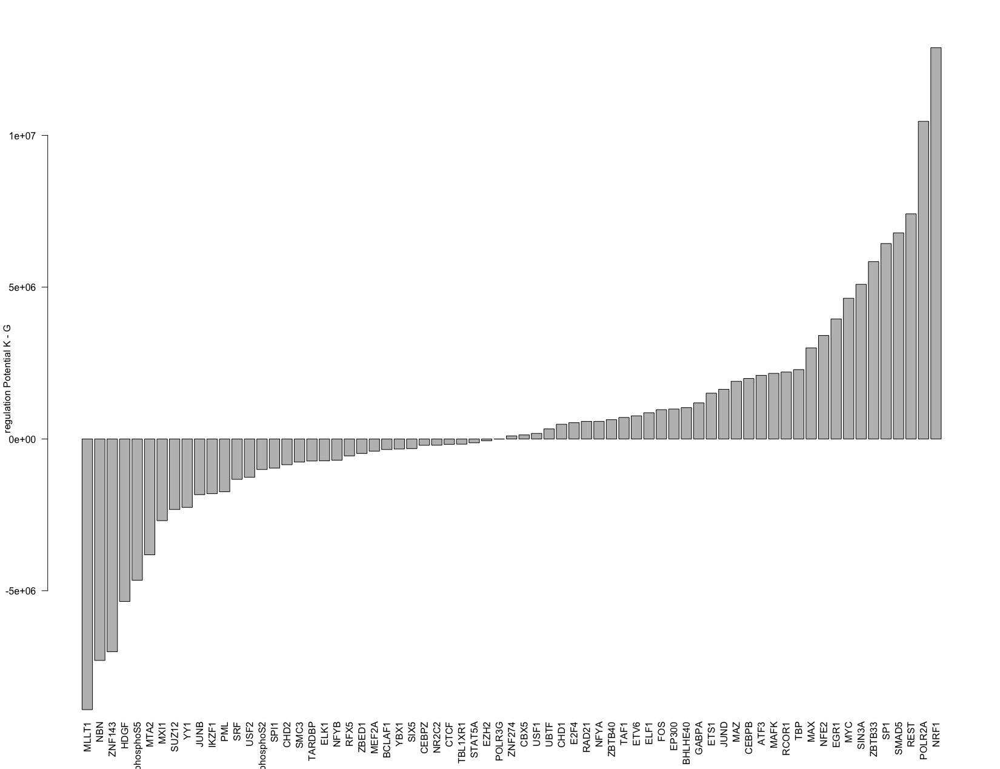 1e+07
5e+06
0e+00
-5e+06
regulation Potential K - G
MLLT1
NBN
ZNF143
HDGF
phosphoS5
MTA2
MXI1
SUZ12
YY1
JUNB
IKZF1
PML
SRF
USF2
phosphoS2
SPI1
CHD2
SMC3
TARDBP
ELK1
NFYB
RFX5
ZBED1
MEF2A
BCLAF1
YBX1
SIX5
CEBPZ
NR2C2
CTCF
TBL1XR1
STAT5A
EZH2
POLR3G
ZNF274
CBX5
USF1
UBTF
CHD1
E2F4
RAD21
NFYA
ZBTB40
TAF1
ETV6
ELF1
FOS
EP300
BHLHE40
GABPA
ETS1
JUND
MAZ
CEBPB
ATF3
MAFK
RCOR1
TBP
MAX
NFE2
EGR1
MYC
SIN3A
ZBTB33
SP1
SMAD5
REST
POLR2A
NRF1